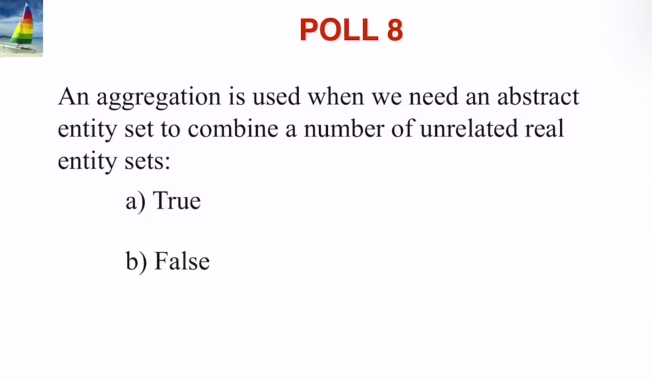 POLL 8
An aggregation is used when we need an abstract
entity set to combine a number of unrelated real
entity sets:
a) True
b) False